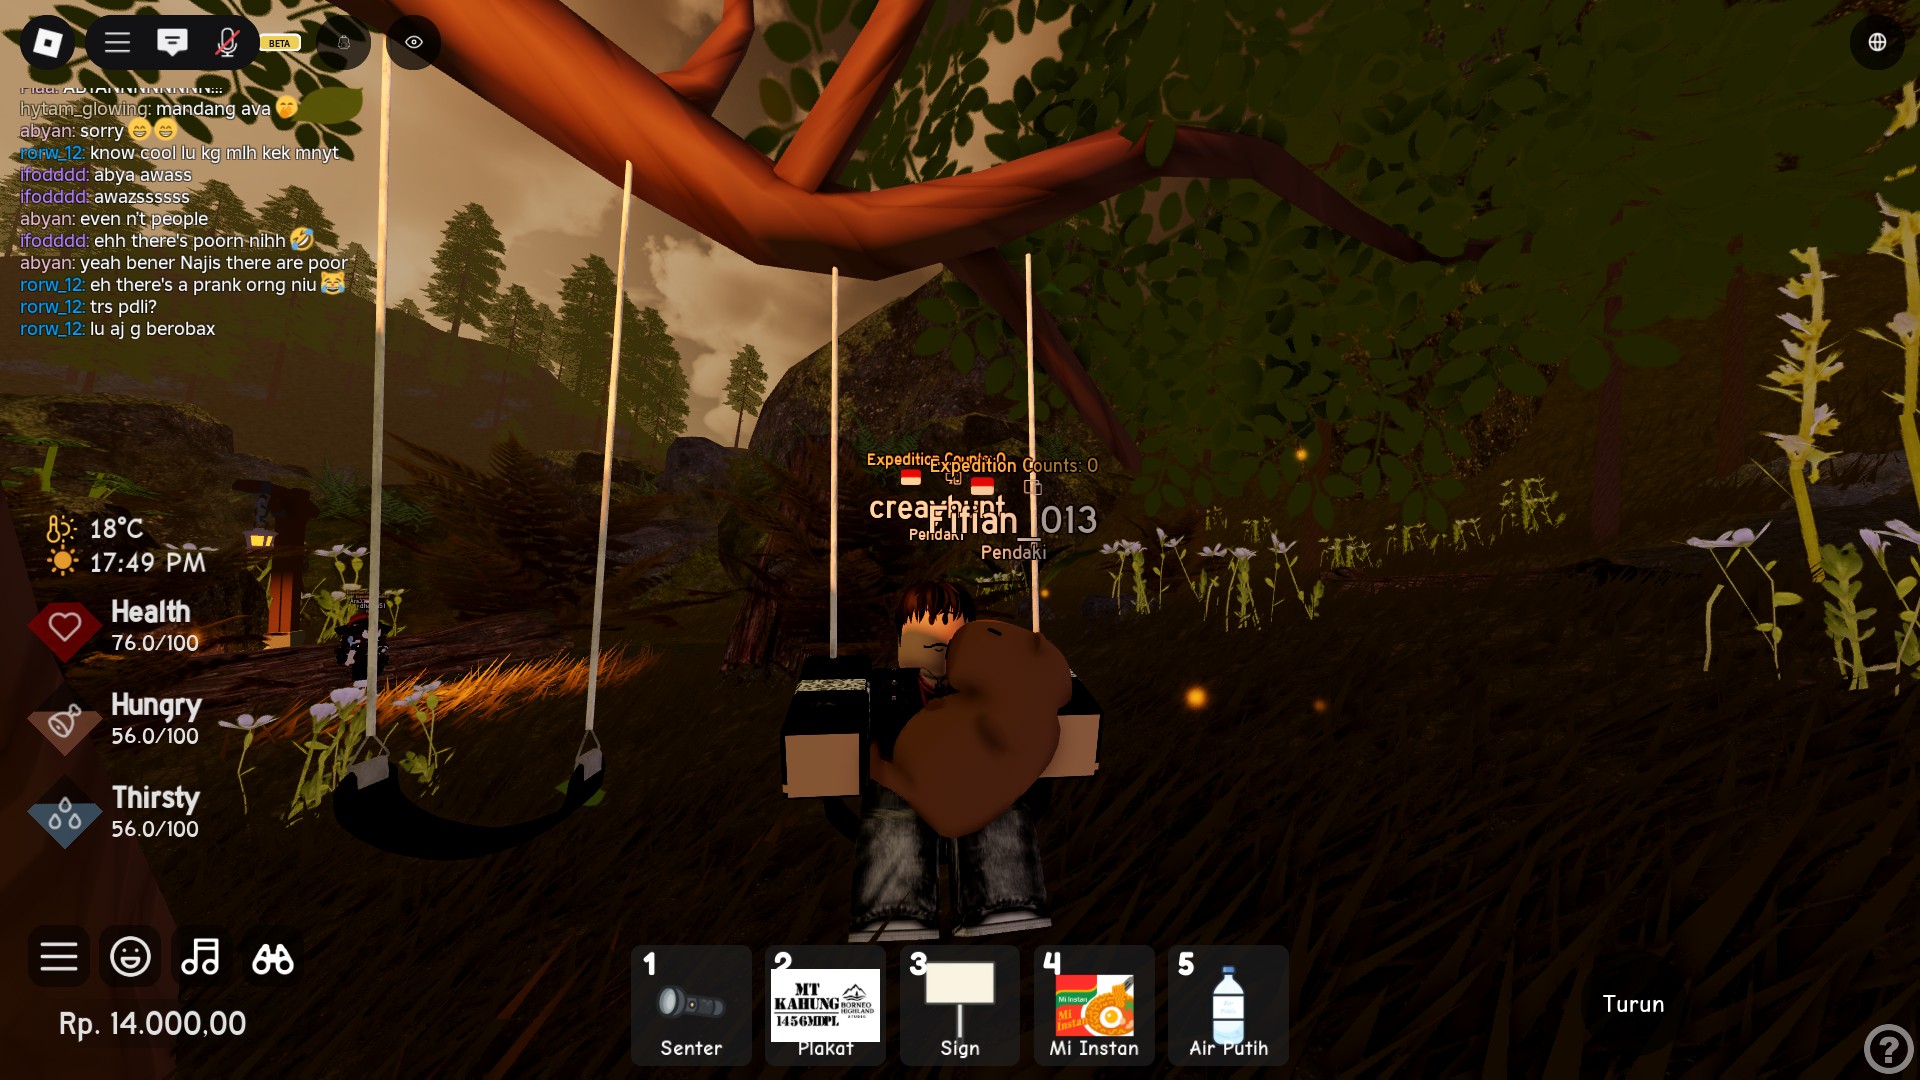 BETA
ABYANNNNNNNN!!!
hytam_glowing: mandang ava 🤭
abyan: sorry 😁😁
rorw_12: know cool lu kg mlh kek mnyt
ifodddd: abya awass
ifodddd: awazssssss
abyan: even n't people
ifodddd: ehh there's poorn nihh 🤣
abyan: yeah bener Najis there are poor
rorw_12: eh there's a prank orng niu 😹
rorw_12: trs pdli?
rorw_12: lu aj g berobax
Expedition Counts: 0
Expedition Counts: 0
Fifian_013
Pendaki
Pendaki
18°C
17:49 PM
Health
76.0/100
Hungry
56.0/100
Thirsty
56.0/100
Rp. 14.000,00
1
Senter
2
MT
KAHUNG
1456MDPL
BORNEO
HIGHLAND
Plakat
3
Sign
4
Mi Instan
Mi
Instan
Mi Instan
5
Air Putih
Turun
?